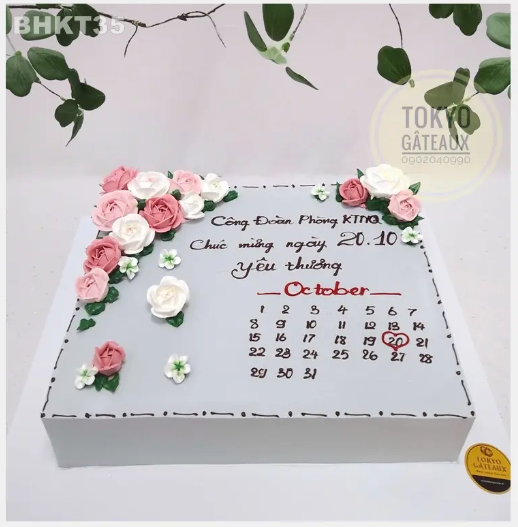 BHKT35
TOKYO
GÂTEAUX
0902040990
Công Đoàn Phòng KTNQ
Chúc mừng ngày 20.10
yêu thương
October
1 2 3 4 5 6 7
8 9 10 11 12 13 14
15 16 17 18 19 20 21
22 23 24 25 26 27 28
29 30 31
TOKYO
GÂTEAUX